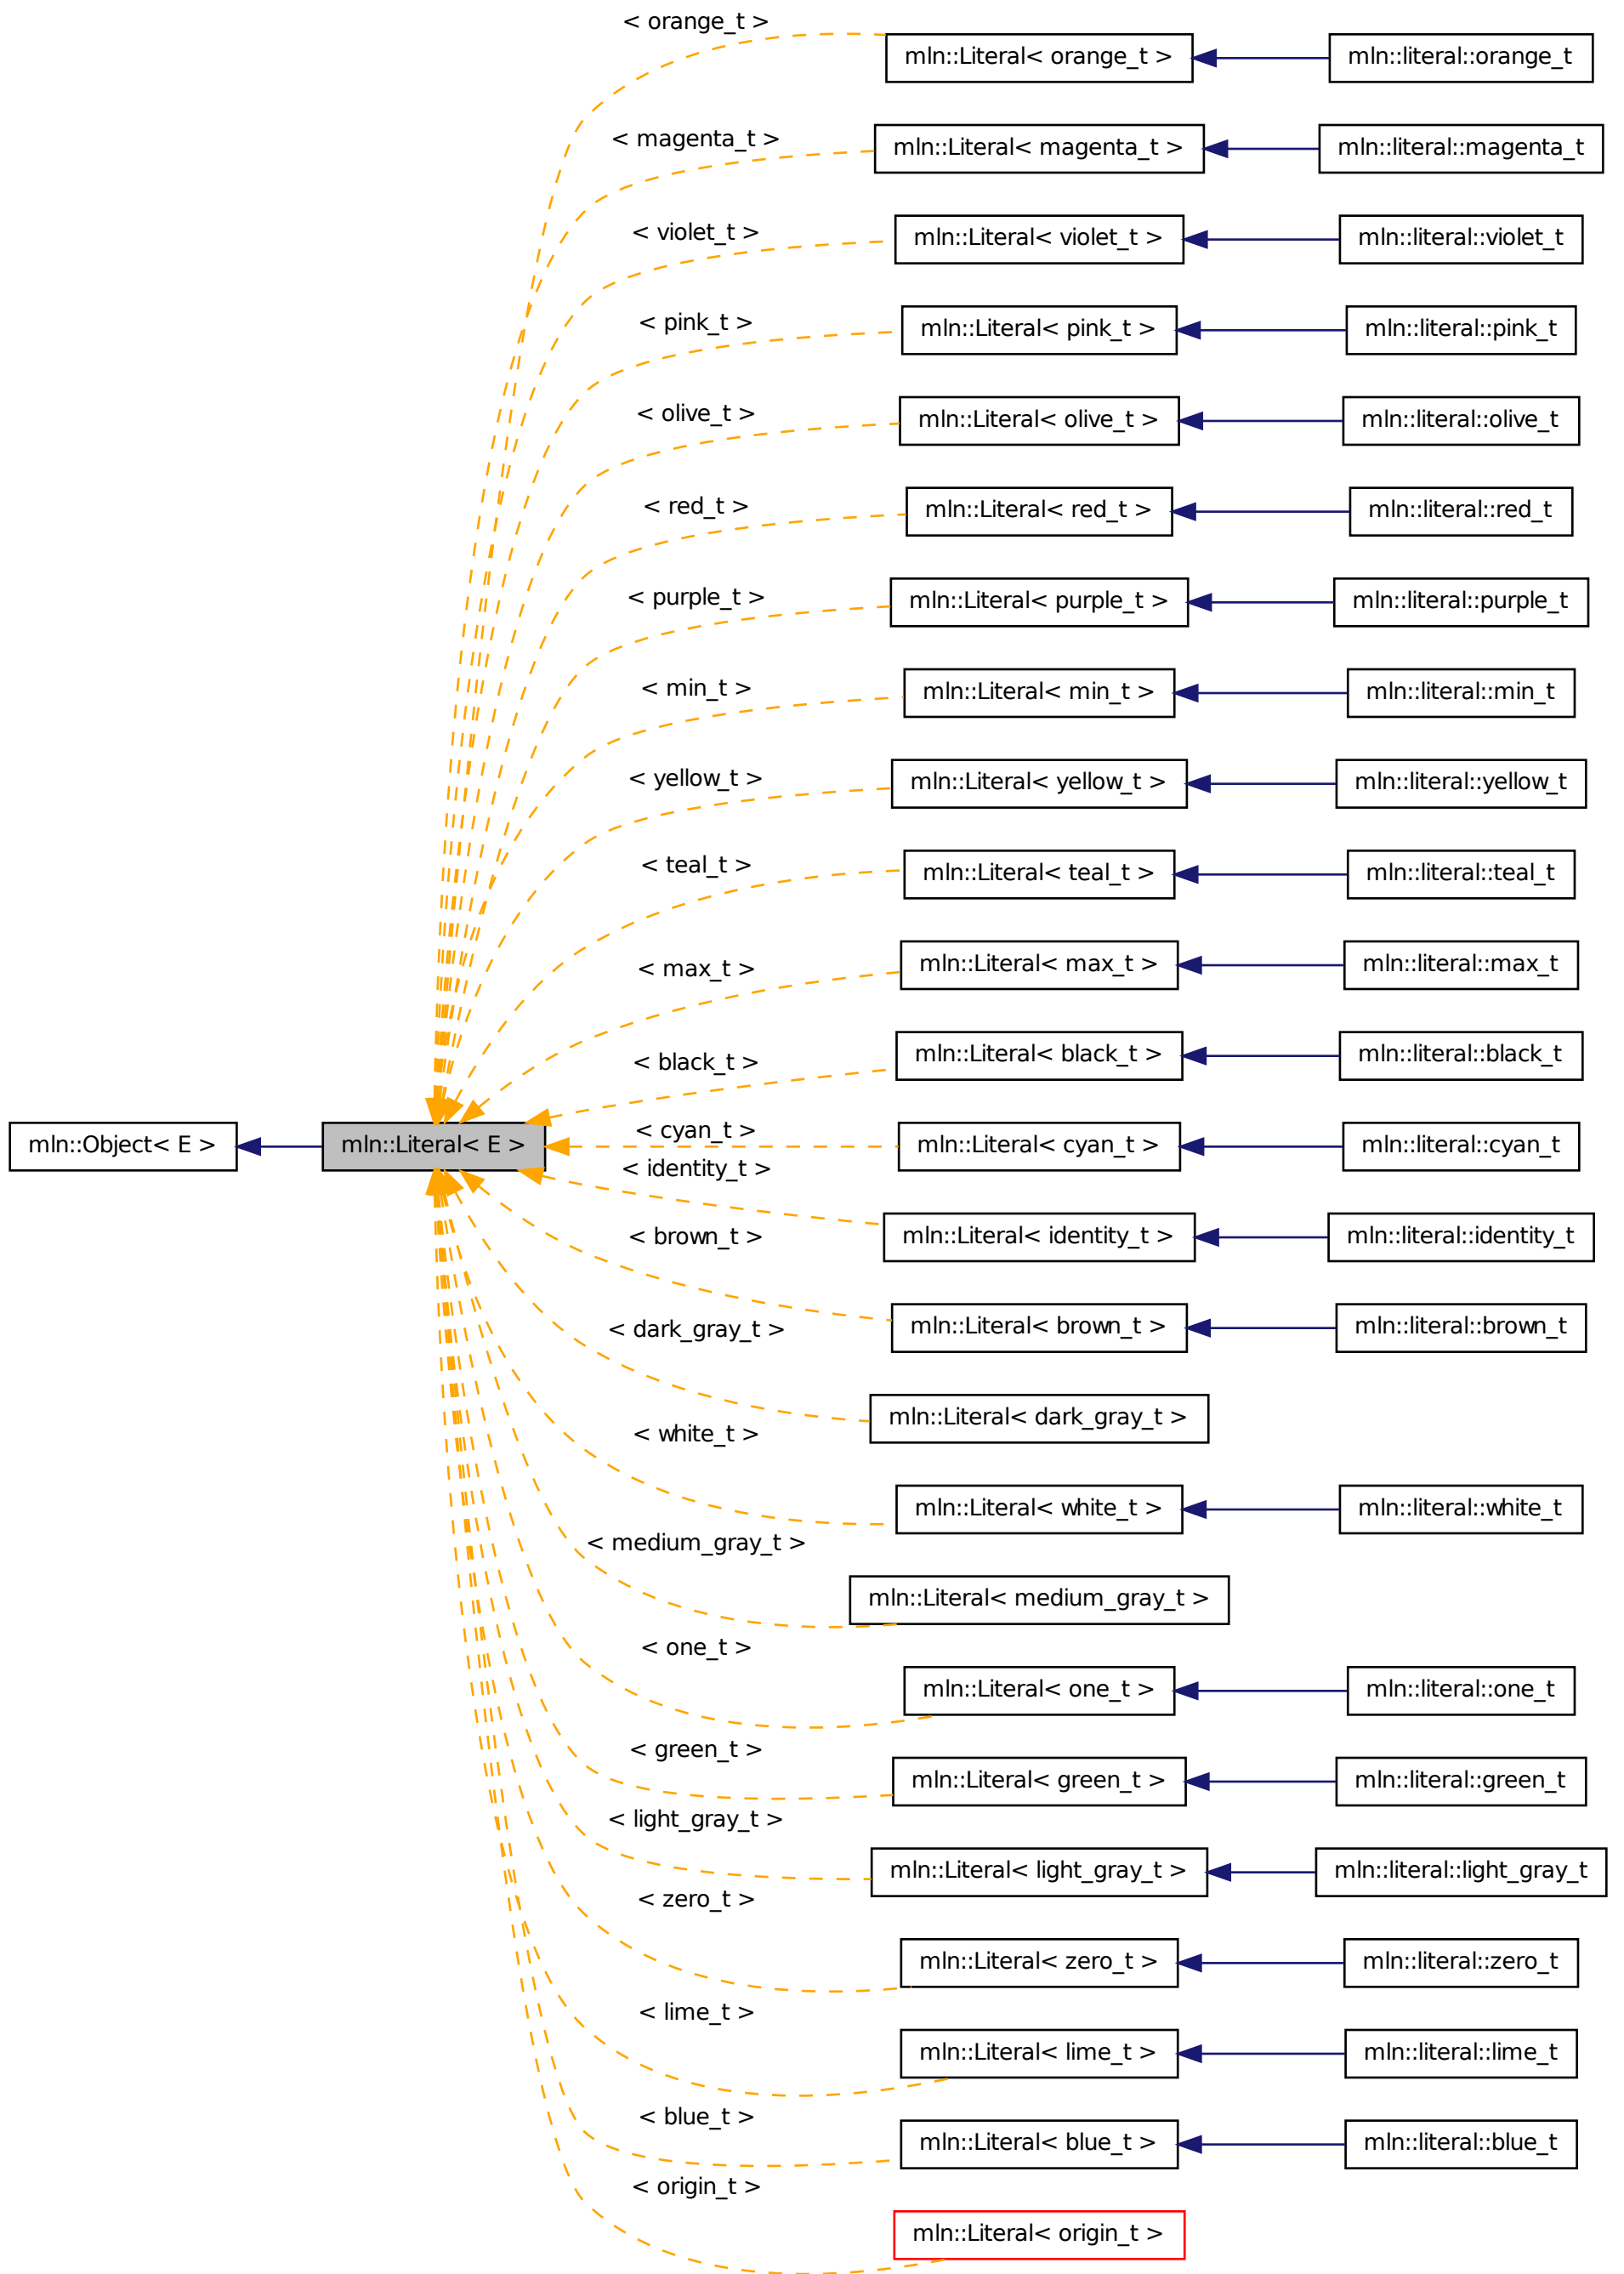 < orange_t >
mln::Literal< orange_t >
mln::literal::orange_t
< magenta_t >
mln::Literal< magenta_t >
mln::literal::magenta_t
< violet_t >
mln::Literal< violet_t >
mln::literal::violet_t
< pink_t >
mln::Literal< pink_t >
mln::literal::pink_t
< olive_t >
mln::Literal< olive_t >
mln::literal::olive_t
< red_t >
mln::Literal< red_t >
mln::literal::red_t
< purple_t >
mln::Literal< purple_t >
mln::literal::purple_t
< min_t >
mln::Literal< min_t >
mln::literal::min_t
< yellow_t >
mln::Literal< yellow_t >
mln::literal::yellow_t
< teal_t >
mln::Literal< teal_t >
mln::literal::teal_t
< max_t >
mln::Literal< max_t >
mln::literal::max_t
< black_t >
mln::Literal< black_t >
mln::literal::black_t
mln::Object< E >
mln::Literal< E >
< cyan_t >
mln::Literal< cyan_t >
mln::literal::cyan_t
< identity_t >
mln::Literal< identity_t >
mln::literal::identity_t
< brown_t >
mln::Literal< brown_t >
mln::literal::brown_t
< dark_gray_t >
mln::Literal< dark_gray_t >
< white_t >
mln::Literal< white_t >
mln::literal::white_t
< medium_gray_t >
mln::Literal< medium_gray_t >
< one_t >
mln::Literal< one_t >
mln::literal::one_t
< green_t >
mln::Literal< green_t >
mln::literal::green_t
< light_gray_t >
mln::Literal< light_gray_t >
mln::literal::light_gray_t
< zero_t >
mln::Literal< zero_t >
mln::literal::zero_t
< lime_t >
mln::Literal< lime_t >
mln::literal::lime_t
< blue_t >
mln::Literal< blue_t >
mln::literal::blue_t
< origin_t >
mln::Literal< origin_t >